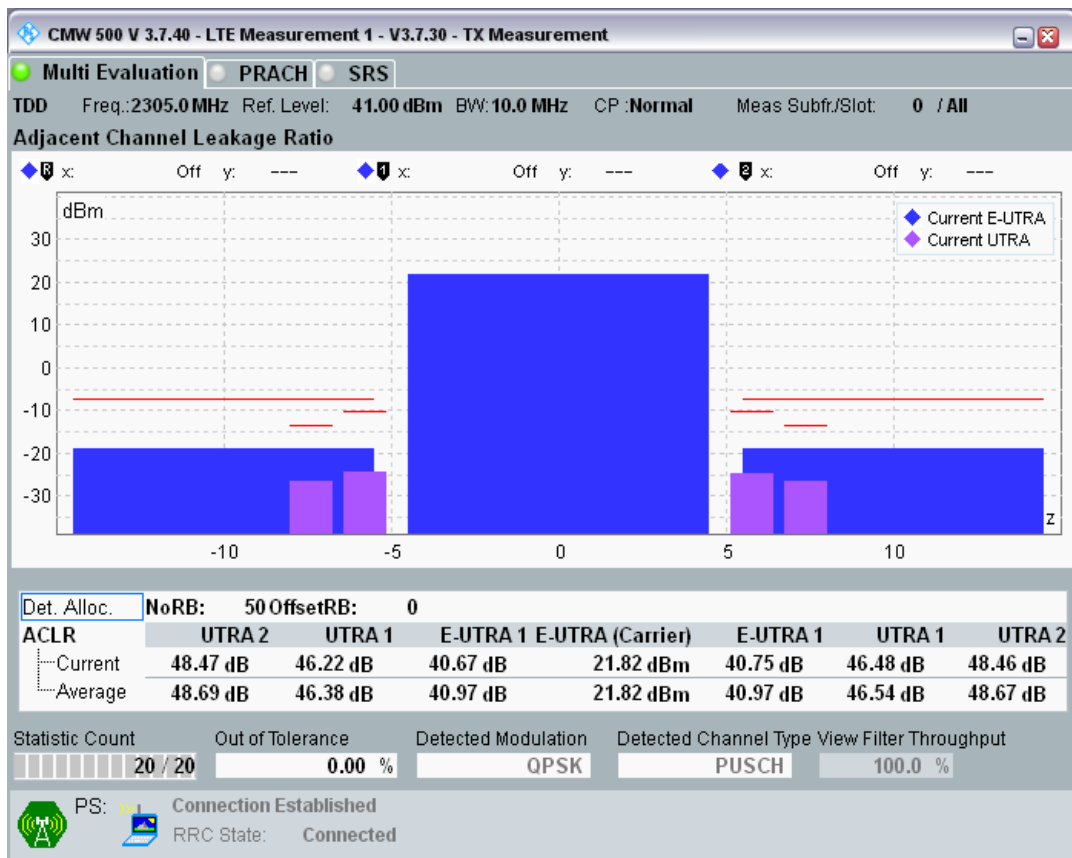 CMW 500 V 3.7.40 - LTE Measurement 1 - V3.7.30 - TX Measurement
Multi Evaluation PRACH SRS
TDD Freq.:2305.0 MHz Ref. Level: 41.00 dBm BW:10.0 MHz CP :Normal Meas Subfr./Slot: 0 / All
Adjacent Channel Leakage Ratio
R x: Off y: --- 1 x: Off y: --- 2 x: Off y: ---
dBm
Current E-UTRA
Current UTRA
30
20
10
0
-10
-20
-30
z
-10 -5 0 5 10
Det. Alloc. NoRB: 50 OffsetRB: 0
ACLR UTRA 2 UTRA 1 E-UTRA 1 E-UTRA (Carrier) E-UTRA 1 UTRA 1 UTRA 2
Current 48.47 dB 46.22 dB 40.67 dB 21.82 dBm 40.75 dB 46.48 dB 48.46 dB
Average 48.69 dB 46.38 dB 40.97 dB 21.82 dBm 40.97 dB 46.54 dB 48.67 dB
Statistic Count Out of Tolerance Detected Modulation Detected Channel Type View Filter Throughput
20 / 20 0.00 % QPSK PUSCH 100.0 %
PS: Connection Established
RRC State: Connected